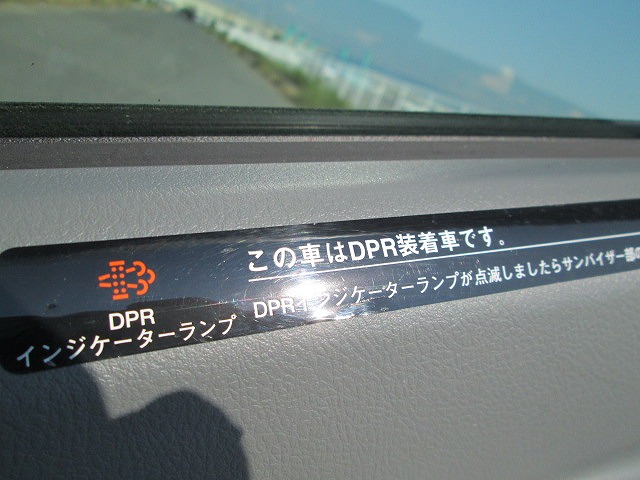 DPR
インジケーターランプ
この車はDPR装着車です。
DPRインジケーターランプが点滅しましたらサンバイザー部の